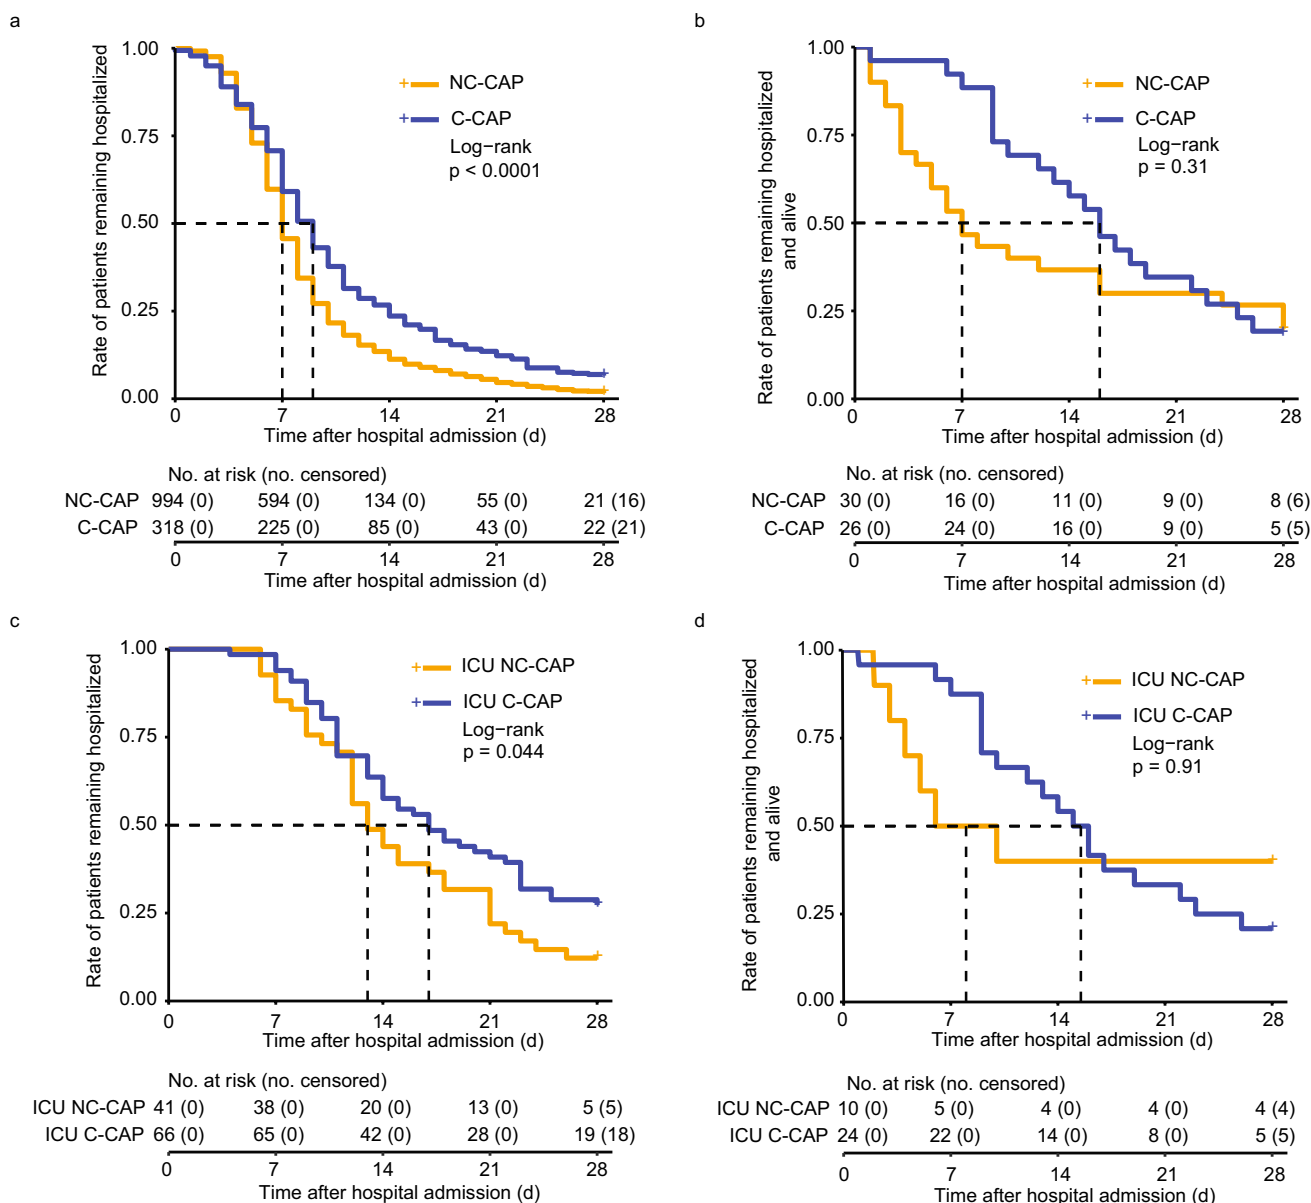 a
Rate of patients remaining hospitalized
1.00
0.75
0.50
0.25
0.00
NC-CAP
C-CAP
Log−rank
p < 0.0001
0 7 14 21 28
Time after hospital admission (d)
No. at risk (no. censored)
NC-CAP 994 (0) 594 (0) 134 (0) 55 (0) 21 (16)
C-CAP 318 (0) 225 (0) 85 (0) 43 (0) 22 (21)
0 7 14 21 28
Time after hospital admission (d)
b
Rate of patients remaining hospitalized
and alive
1.00
0.75
0.50
0.25
0.00
NC-CAP
C-CAP
Log−rank
p = 0.31
0 7 14 21 28
Time after hospital admission (d)
No. at risk (no. censored)
NC-CAP 30 (0) 16 (0) 11 (0) 9 (0) 8 (6)
C-CAP 26 (0) 24 (0) 16 (0) 9 (0) 5 (5)
0 7 14 21 28
Time after hospital admission (d)
c
Rate of patients remaining hospitalized
1.00
0.75
0.50
0.25
0.00
ICU NC-CAP
ICU C-CAP
Log−rank
p = 0.044
0 7 14 21 28
Time after hospital admission (d)
No. at risk (no. censored)
ICU NC-CAP 41 (0) 38 (0) 20 (0) 13 (0) 5 (5)
ICU C-CAP 66 (0) 65 (0) 42 (0) 28 (0) 19 (18)
0 7 14 21 28
Time after hospital admission (d)
d
Rate of patients remaining hospitalized
and alive
1.00
0.75
0.50
0.25
0.00
ICU NC-CAP
ICU C-CAP
Log−rank
p = 0.91
0 7 14 21 28
Time after hospital admission (d)
No. at risk (no. censored)
ICU NC-CAP 10 (0) 5 (0) 4 (0) 4 (0) 4 (4)
ICU C-CAP 24 (0) 22 (0) 14 (0) 8 (0) 5 (5)
0 7 14 21 28
Time after hospital admission (d)